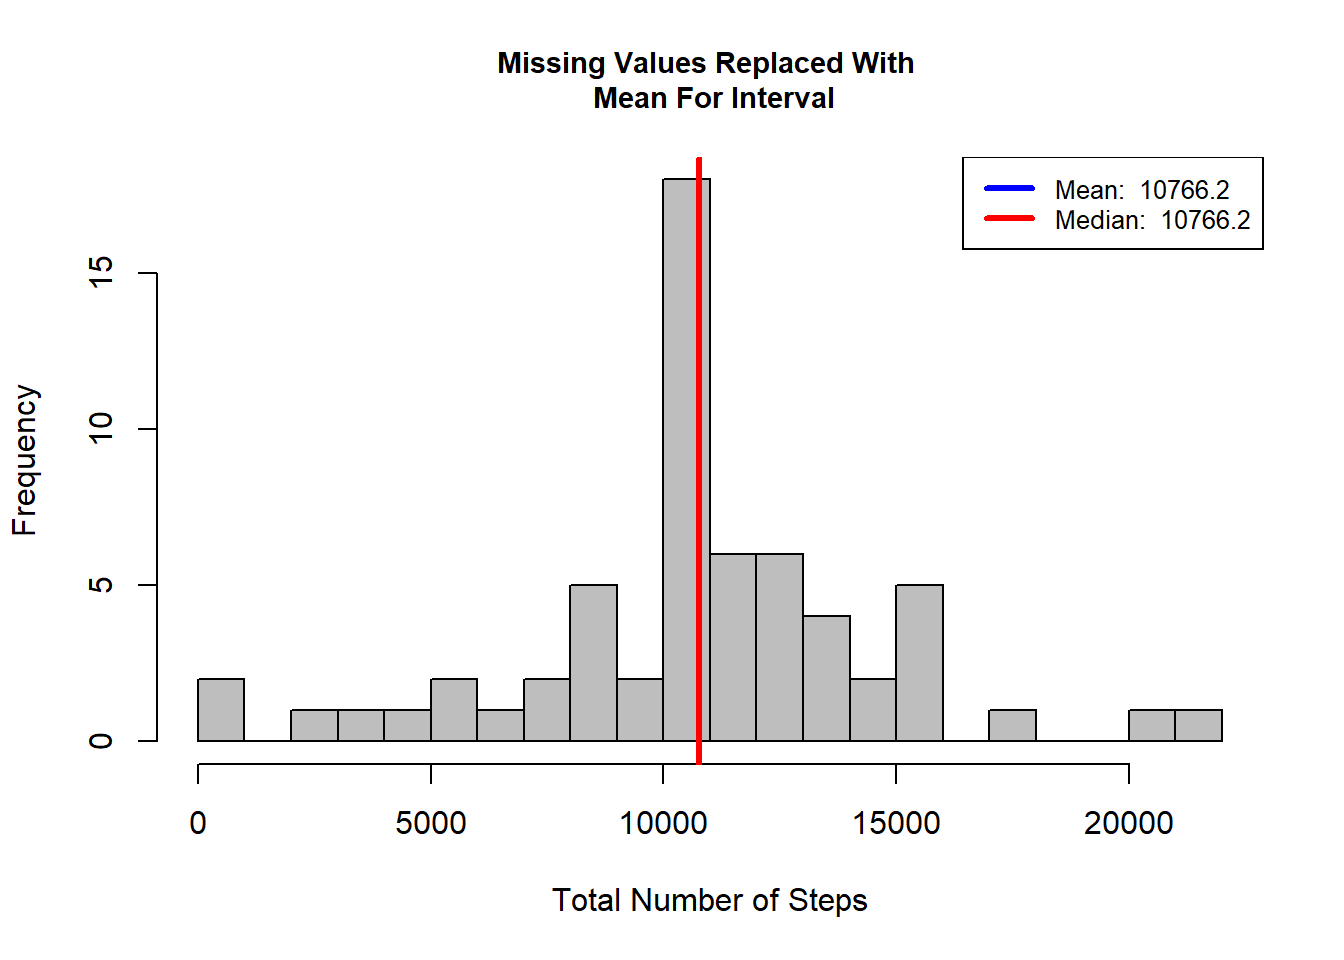 Missing Values Replaced With
Mean For Interval
Mean:  10766.2
Median:  10766.2
Frequency
15
10
5
0
0 5000 10000 15000 20000
Total Number of Steps